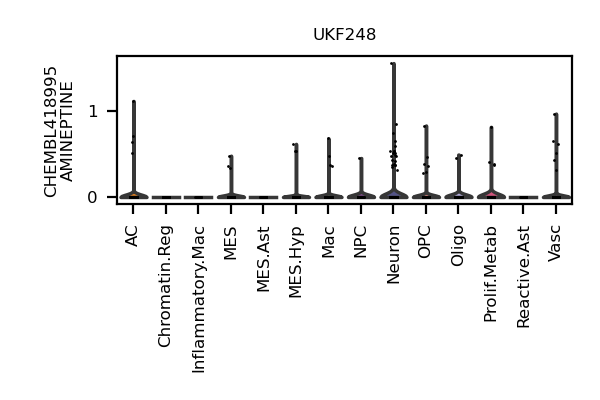 UKF248
CHEMBL418995
AMINEPTINE
1
0
AC
Chromatin.Reg
Inflammatory.Mac
MES
MES.Ast
MES.Hyp
Mac
NPC
Neuron
OPC
Oligo
Prolif.Metab
Reactive.Ast
Vasc